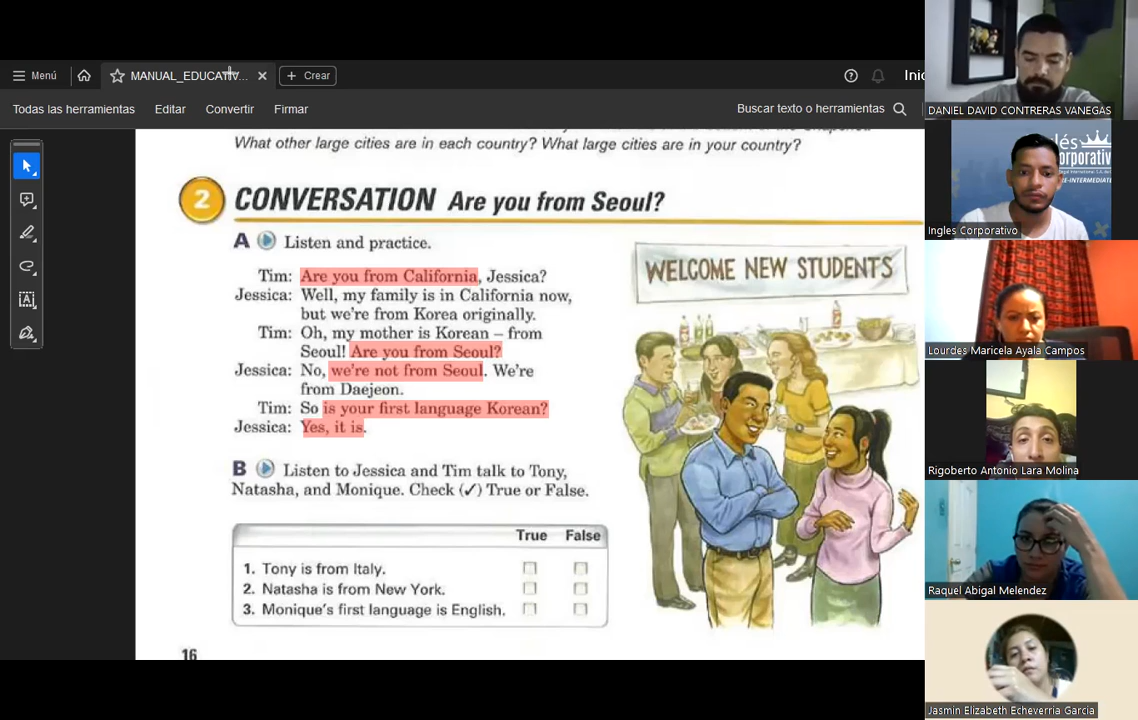 Menú
MANUAL_EDUCATIV...
Crear
Inic
Todas las herramientas
Editar
Convertir
Firmar
Buscar texto o herramientas
What other large cities are in each country? What large cities are in your country?
2 CONVERSATION Are you from Seoul?
A Listen and practice.
Tim: Are you from California, Jessica?
Jessica: Well, my family is in California now,
but we're from Korea originally.
Tim: Oh, my mother is Korean – from
Seoul! Are you from Seoul?
Jessica: No, we're not from Seoul. We're
from Daejeon.
Tim: So is your first language Korean?
Jessica: Yes, it is.
B Listen to Jessica and Tim talk to Tony,
Natasha, and Monique. Check (✓) True or False.
True False
1. Tony is from Italy.
2. Natasha is from New York.
3. Monique's first language is English.
16
WELCOME NEW STUDENTS
DANIEL DAVID CONTRERAS VANEGAS
lés
orporativ
E-INTERMEDIATE
Ingles Corporativo
Lourdes Maricela Ayala Campos
Rigoberto Antonio Lara Molina
Raquel Abigal Melendez
Jasmin Elizabeth Echeverria Garcia